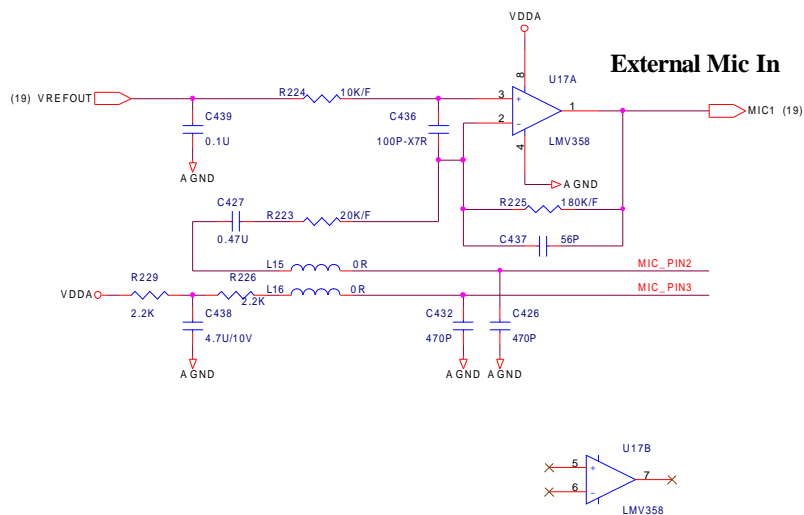 VDDA
External Mic In
U17A
(19) VREFOUT
R224 10K/F
8
3
+
1
MIC1 (19)
C439
0.1U
C436
100P-X7R
2
-
4
LMV358
AGND
AGND
C427
0.47U
R223 20K/F
R225 180K/F
C437 56P
L15 0R
MIC_PIN2
R229
R226
2.2K
L16 0R
MIC_PIN3
VDDA
2.2K
C438
4.7U/10V
C432
470P
C426
470P
AGND
AGND
AGND
U17B
5
+
7
6
-
LMV358